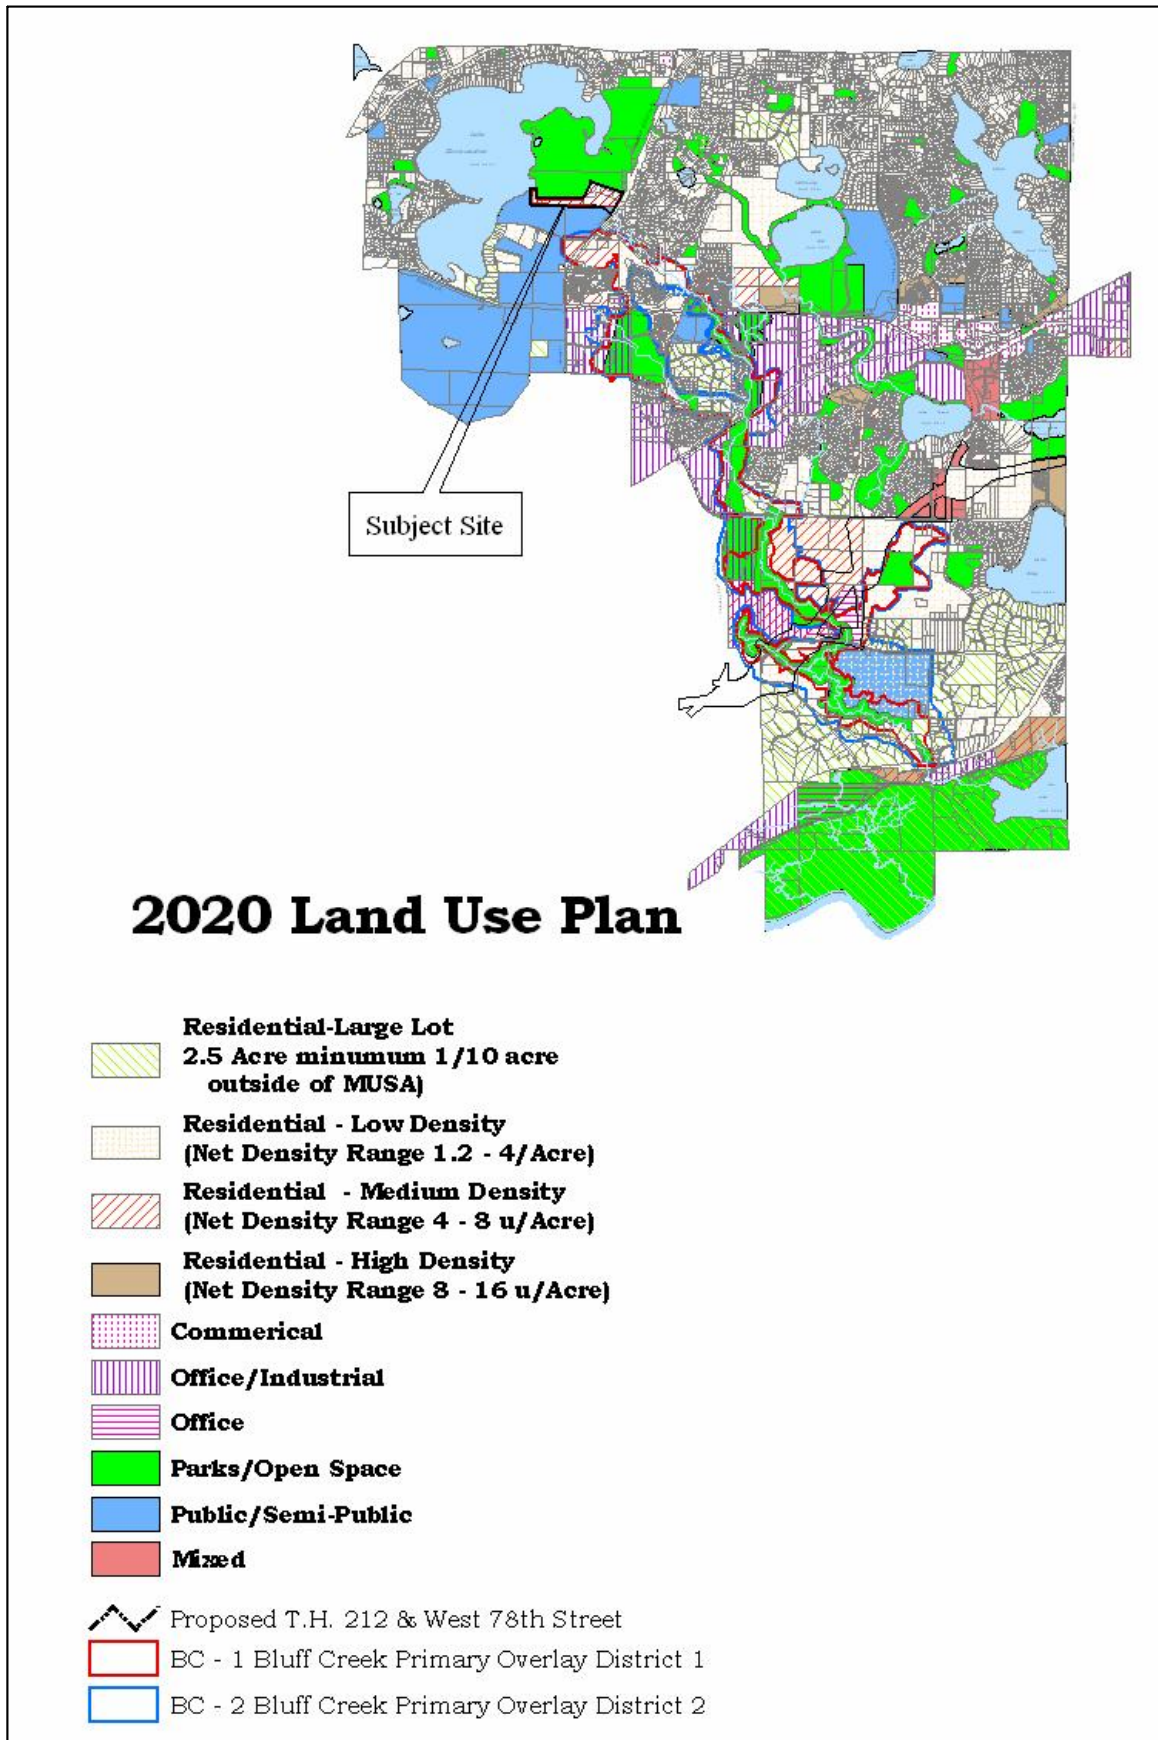 Subject Site
2020 Land Use Plan
Residential-Large Lot
2.5 Acre minumum 1/10 acre
outside of MUSA)
Residential - Low Density
(Net Density Range 1.2 - 4/Acre)
Residential - Medium Density
(Net Density Range 4 - 8 u/Acre)
Residential - High Density
(Net Density Range 8 - 16 u/Acre)
Commerical
Office/Industrial
Office
Parks/Open Space
Public/Semi-Public
Mixed
Proposed T.H. 212 & West 78th Street
BC - 1 Bluff Creek Primary Overlay District 1
BC - 2 Bluff Creek Primary Overlay District 2